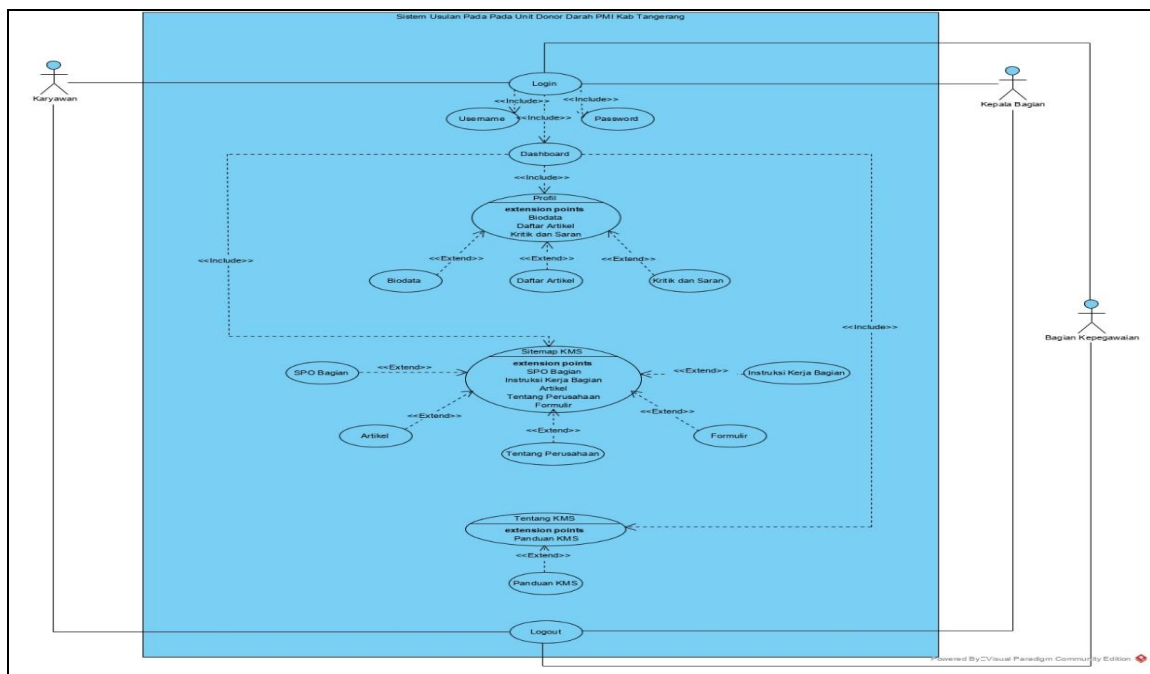 Sistem Usulan Pada Pada Unit Donor Darah PMI Kab Tangerang
Karyawan
Login
Kepala Bagian
<<Include>>
<<Include>>
Username
<<Include>>
Password
Dashboard
<<Include>>
Profil
extension points
Biodata
Daftar Artikel
Kritik dan Saran
<<Include>>
<<Extend>>
<<Extend>>
<<Extend>>
Biodata
Daftar Artikel
Kritik dan Saran
<<Include>>
Bagian Kepegawaian
Sitemap KMS
extension points
SPO Bagian
Instruksi Kerja Bagian
Artikel
Tentang Perusahaan
Formulir
SPO Bagian
<<Extend>>
<<Extend>>
Instruksi Kerja Bagian
<<Extend>>
<<Extend>>
<<Extend>>
Artikel
Tentang Perusahaan
Formulir
Tentang KMS
extension points
Panduan KMS
<<Extend>>
Panduan KMS
Logout
Powered By Visual Paradigm Community Edition